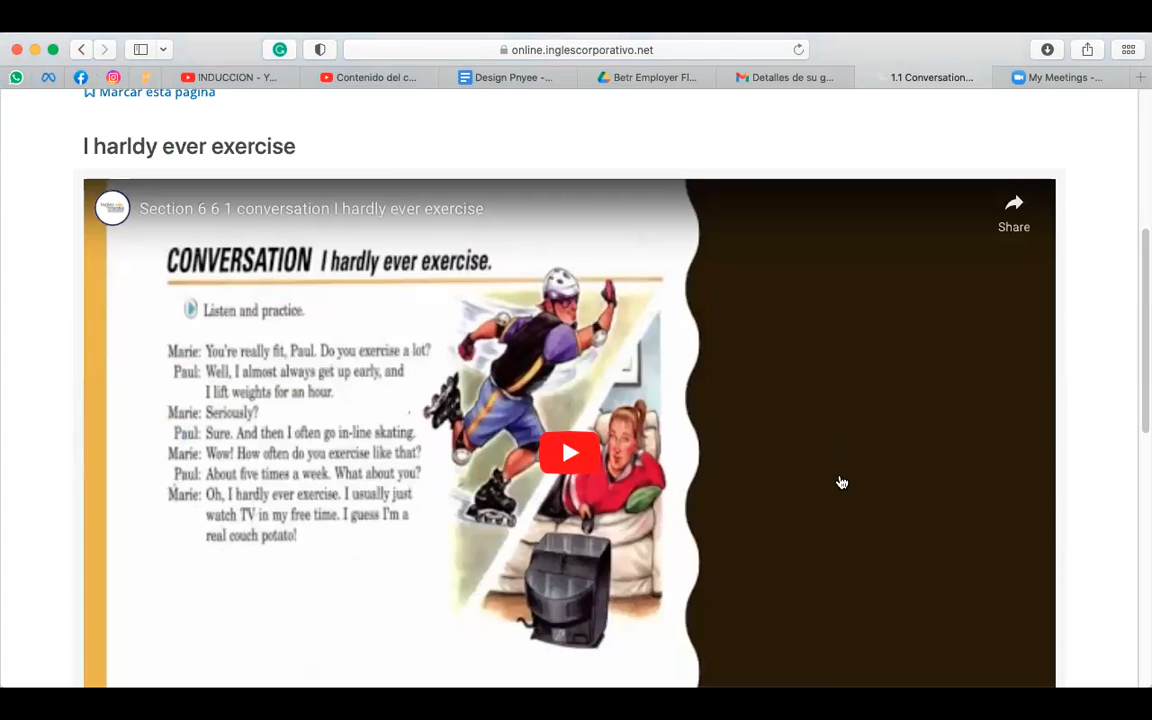 online.inglescorporativo.net
INDUCCION - Y...
Contenido del c...
Design Pnyee -...
Betr Employer Fl...
Detalles de su g...
1.1 Conversation...
My Meetings -...
Marcar esta pagina
I harldy ever exercise
Section 6 6 1 conversation I hardly ever exercise
Share
CONVERSATION I hardly ever exercise.
Listen and practice.
Marie: You're really fit, Paul. Do you exercise a lot?
Paul: Well, I almost always get up early, and
I lift weights for an hour.
Marie: Seriously?
Paul: Sure. And then I often go in-line skating.
Marie: Wow! How often do you exercise like that?
Paul: About five times a week. What about you?
Marie: Oh, I hardly ever exercise. I usually just
watch TV in my free time. I guess I'm a
real couch potato!